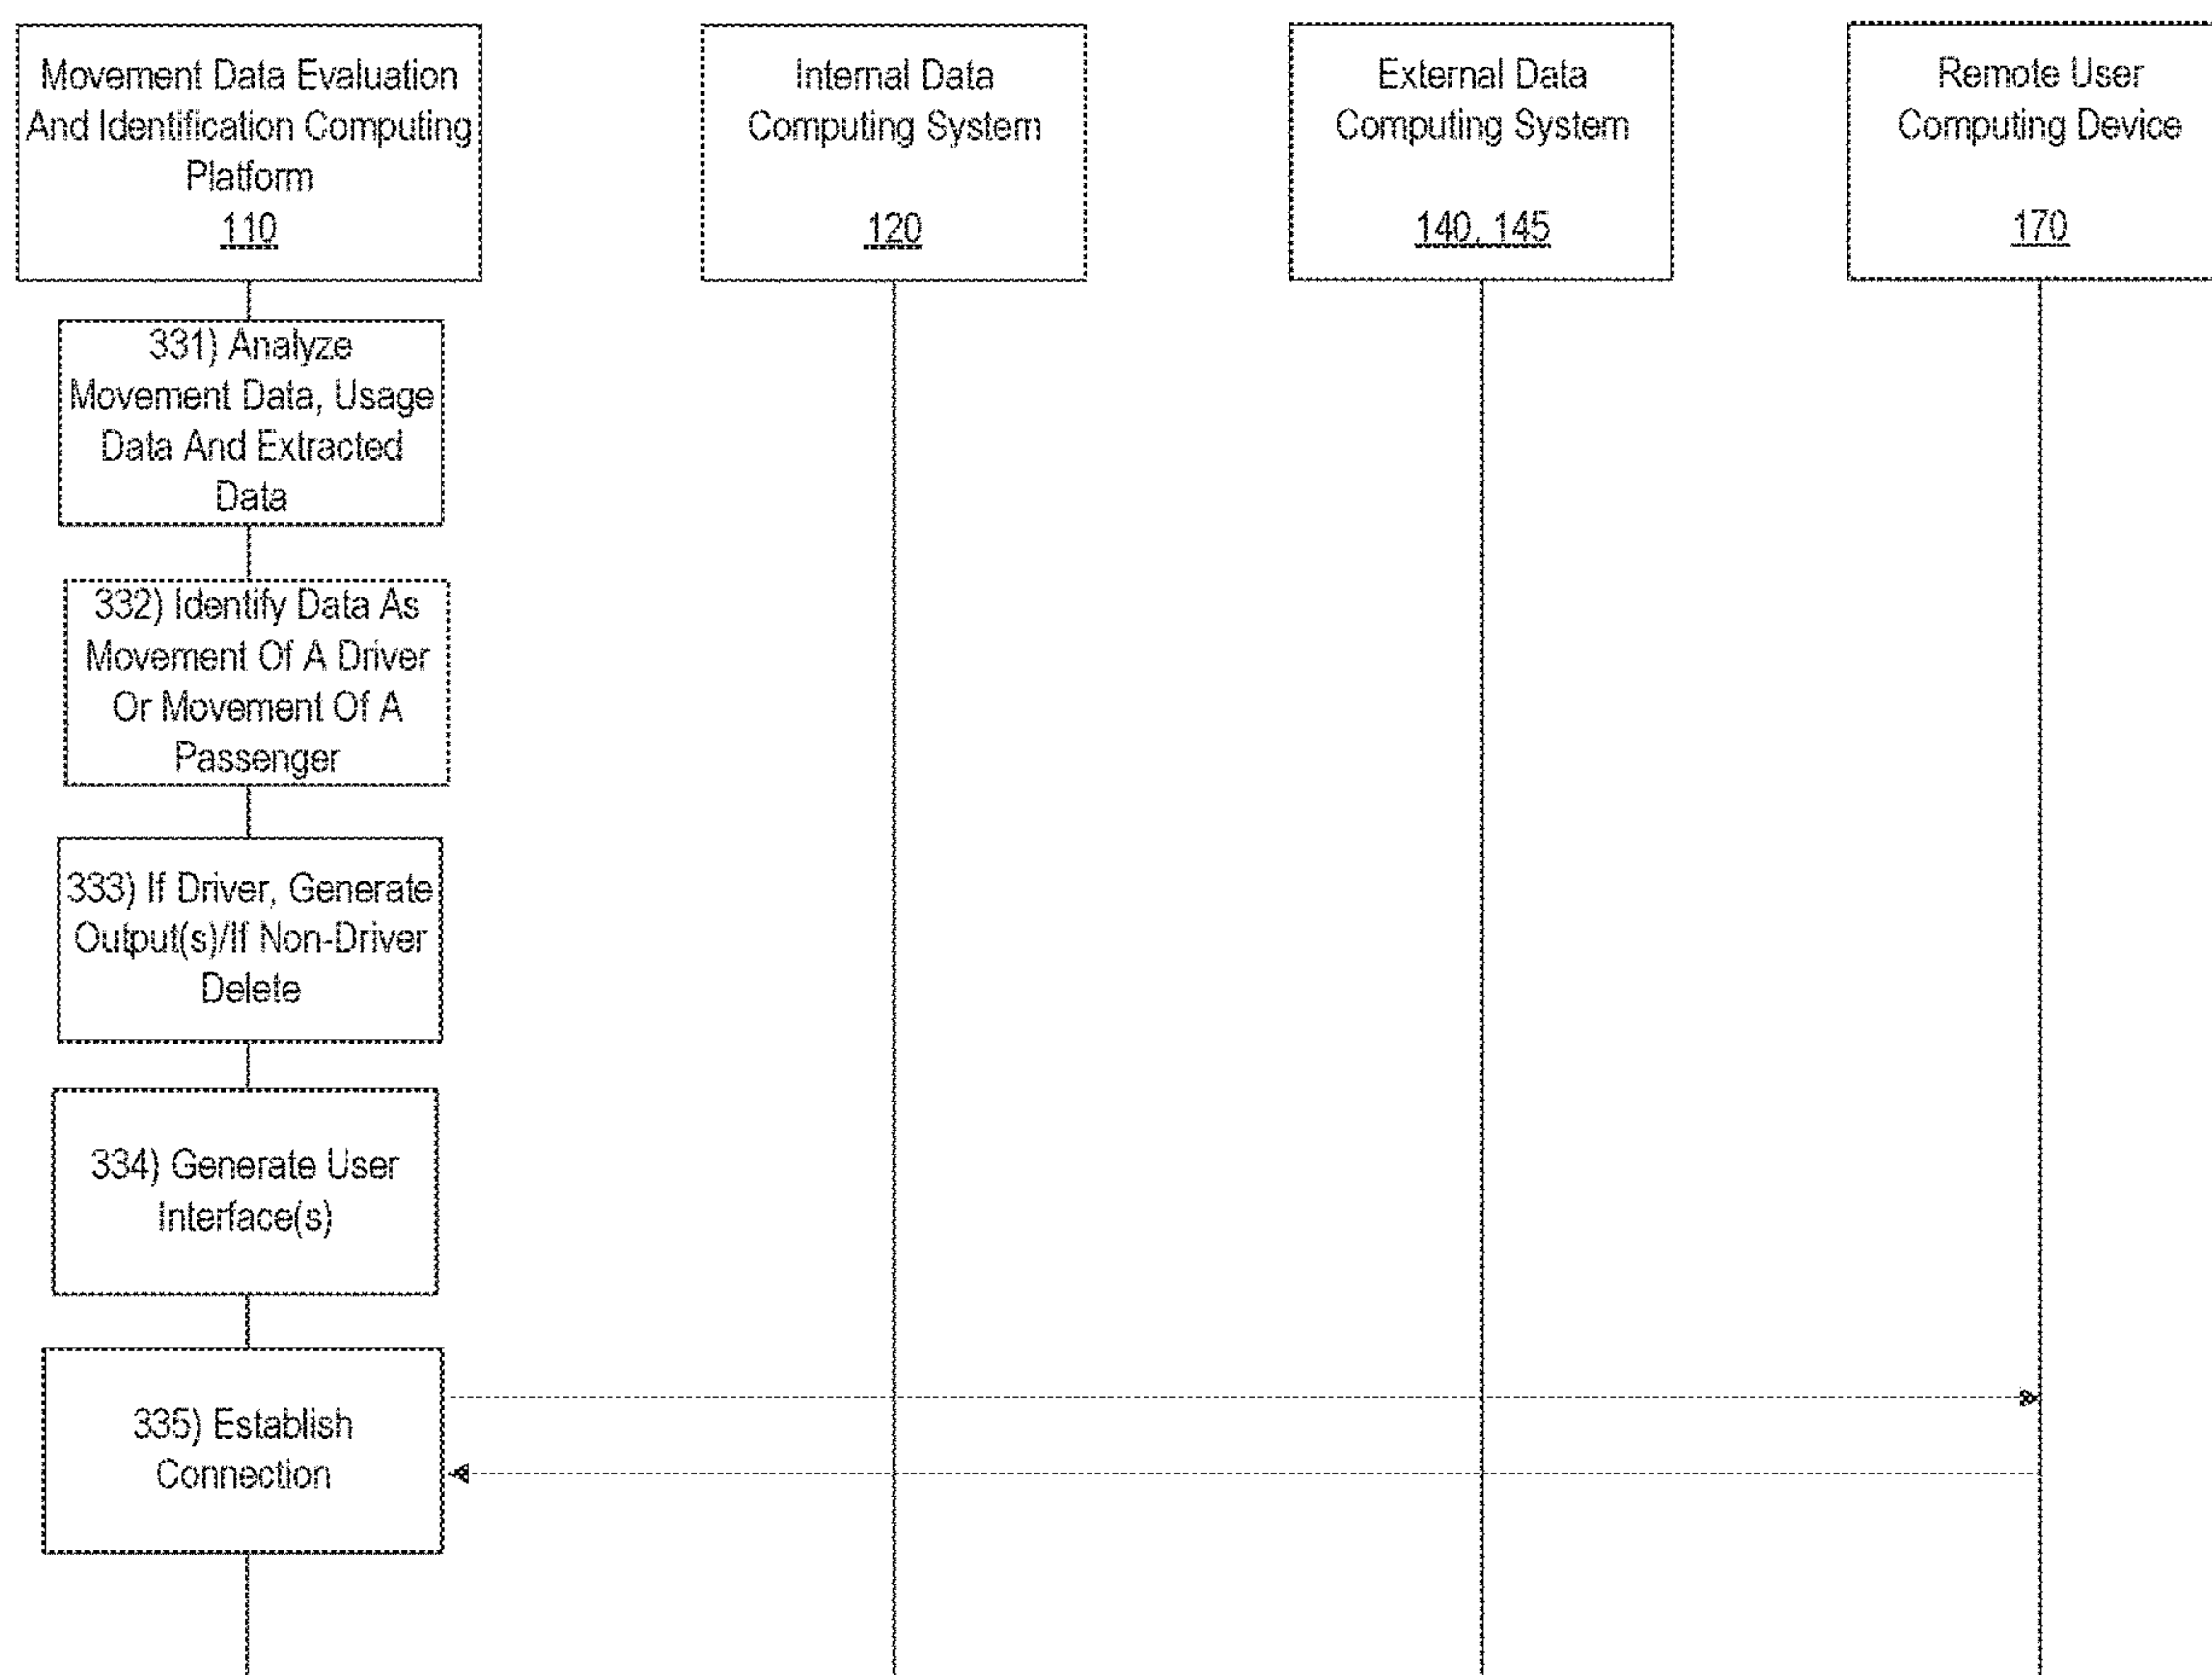 Movement Data Evaluation
And Identification Computing
Platform
110
Internal Data
Computing System
120
External Data
Computing System
140, 145
Remote User
Computing Device
170
331) Analyze
Movement Data, Usage
Data And Extracted
Data
332) Identify Data As
Movement Of A Driver
Or Movement Of A
Passenger
333) If Driver, Generate
Output(s)/If Non-Driver
Delete
334) Generate User
Interface(s)
335) Establish
Connection